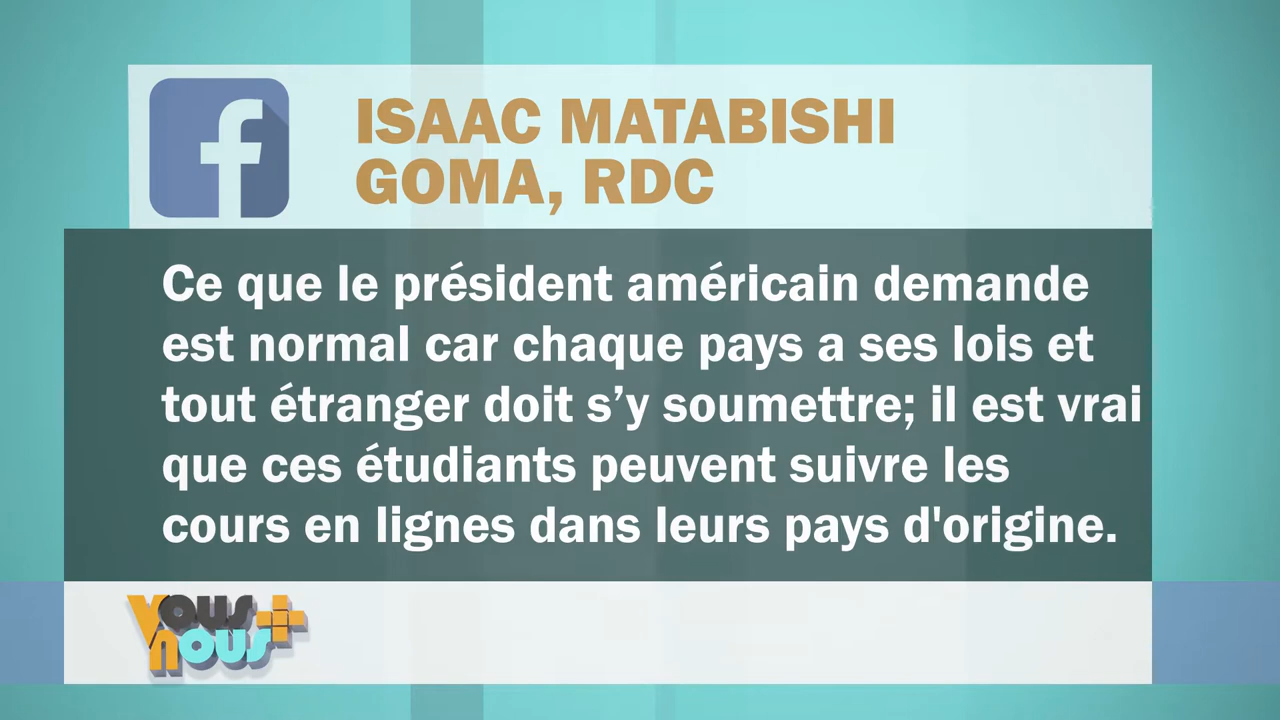 f
ISAAC MATABISHI
GOMA, RDC
Ce que le président américain demande
est normal car chaque pays a ses lois et
tout étranger doit s’y soumettre; il est vrai
que ces étudiants peuvent suivre les
cours en lignes dans leurs pays d'origine.
Vous
nous+